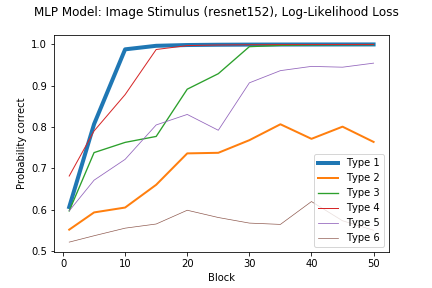 MLP Model: Image Stimulus (resnet152), Log-Likelihood Loss
1.0
0.9
0.8
0.7
0.6
0.5
Probability correct
0
10
20
30
40
50
Block
Type 1
Type 2
Type 3
Type 4
Type 5
Type 6